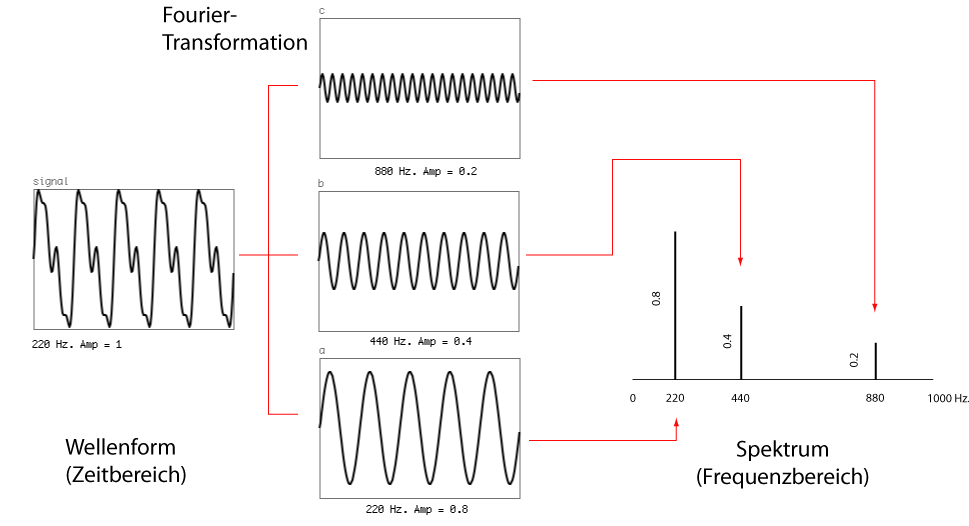 Fourier-
Transformation
c
880 Hz. Amp = 0.2
signal
220 Hz. Amp = 1
b
440 Hz. Amp = 0.4
a
220 Hz. Amp = 0.8
0.8
0.4
0.2
0 220 440 880 1000 Hz.
Wellenform
(Zeitbereich)
Spektrum
(Frequenzbereich)